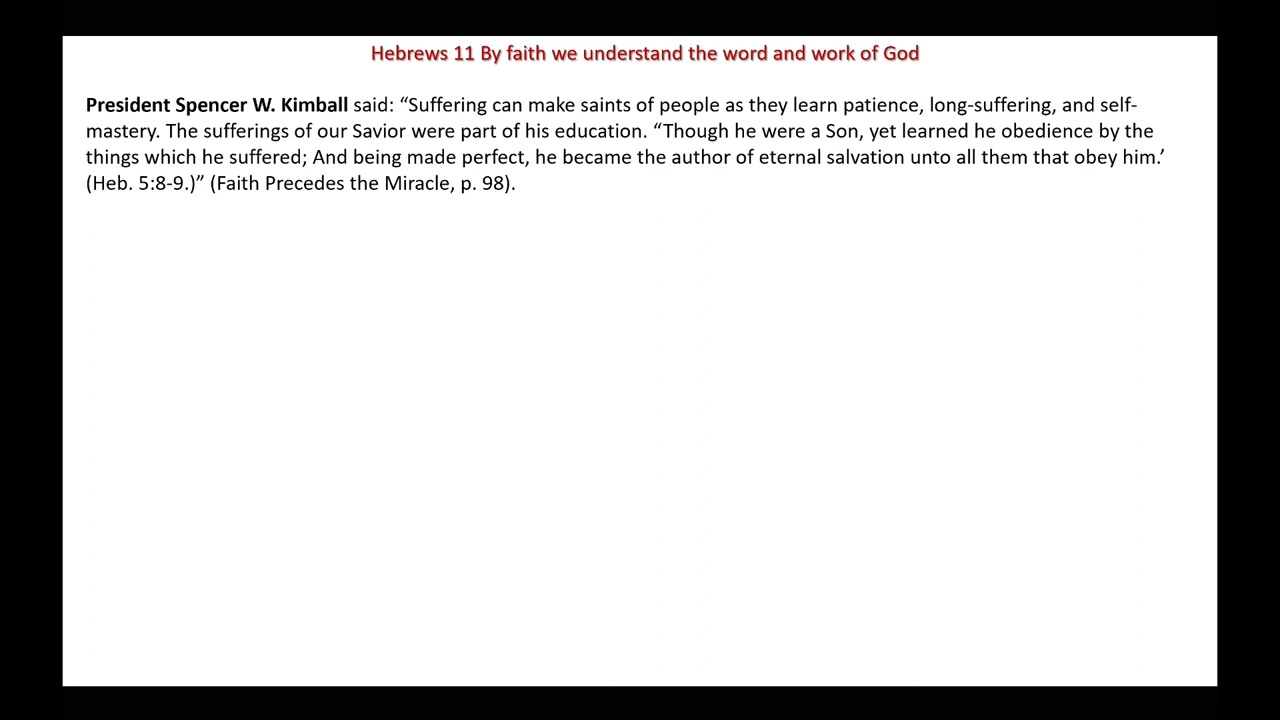 Hebrews 11 By faith we understand the word and work of God
President Spencer W. Kimball said: “Suffering can make saints of people as they learn patience, long-suffering, and self-
mastery. The sufferings of our Savior were part of his education. “Though he were a Son, yet learned he obedience by the
things which he suffered; And being made perfect, he became the author of eternal salvation unto all them that obey him.’
(Heb. 5:8-9.)” (Faith Precedes the Miracle, p. 98).